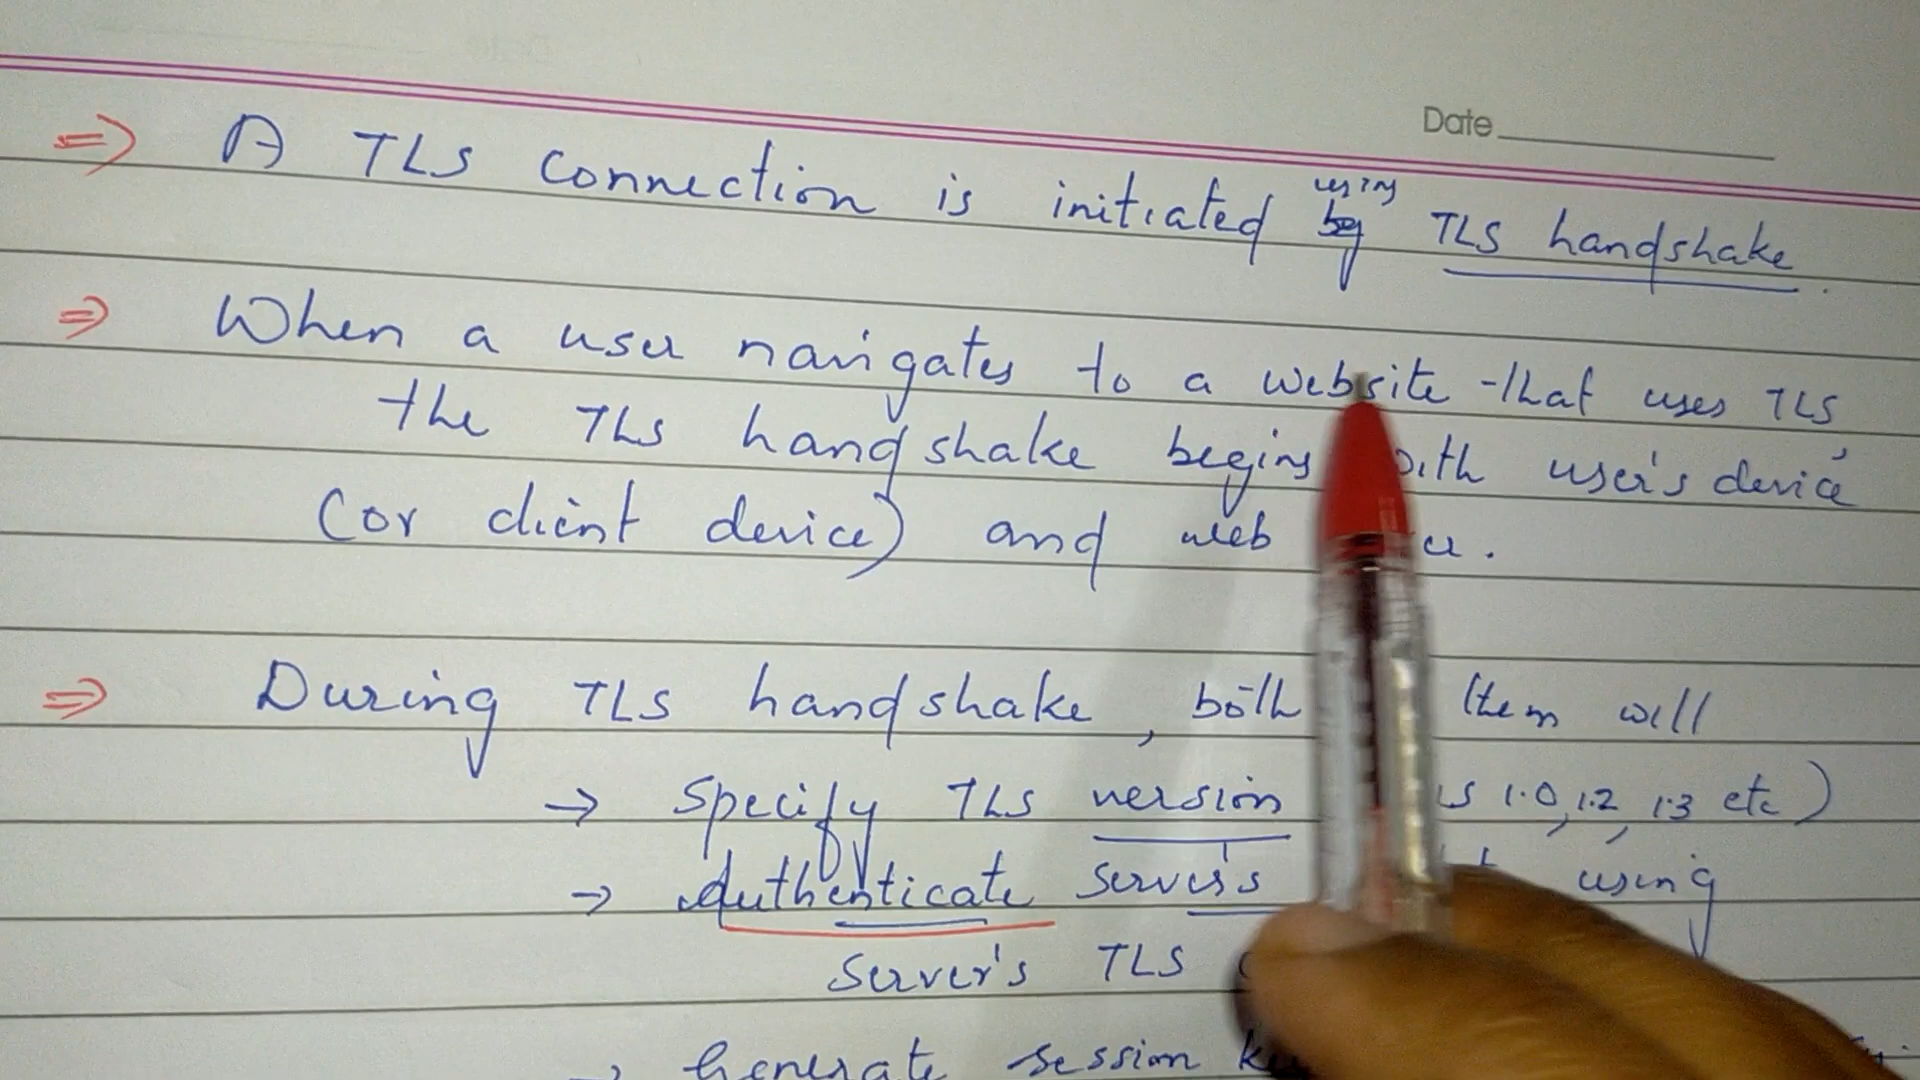 Date
⇒ A TLS connection is initiated by using TLS handshake.
⇒ When a user navigates to a website that uses TLS,
the TLS handshake begins with user's device
(or client device) and web
⇒ During TLS handshake, both them will
→ Specify TLS version 1.0, 1.2, 1.3 etc)
→ Authenticate server's using
Server's TLS
→ Generate session